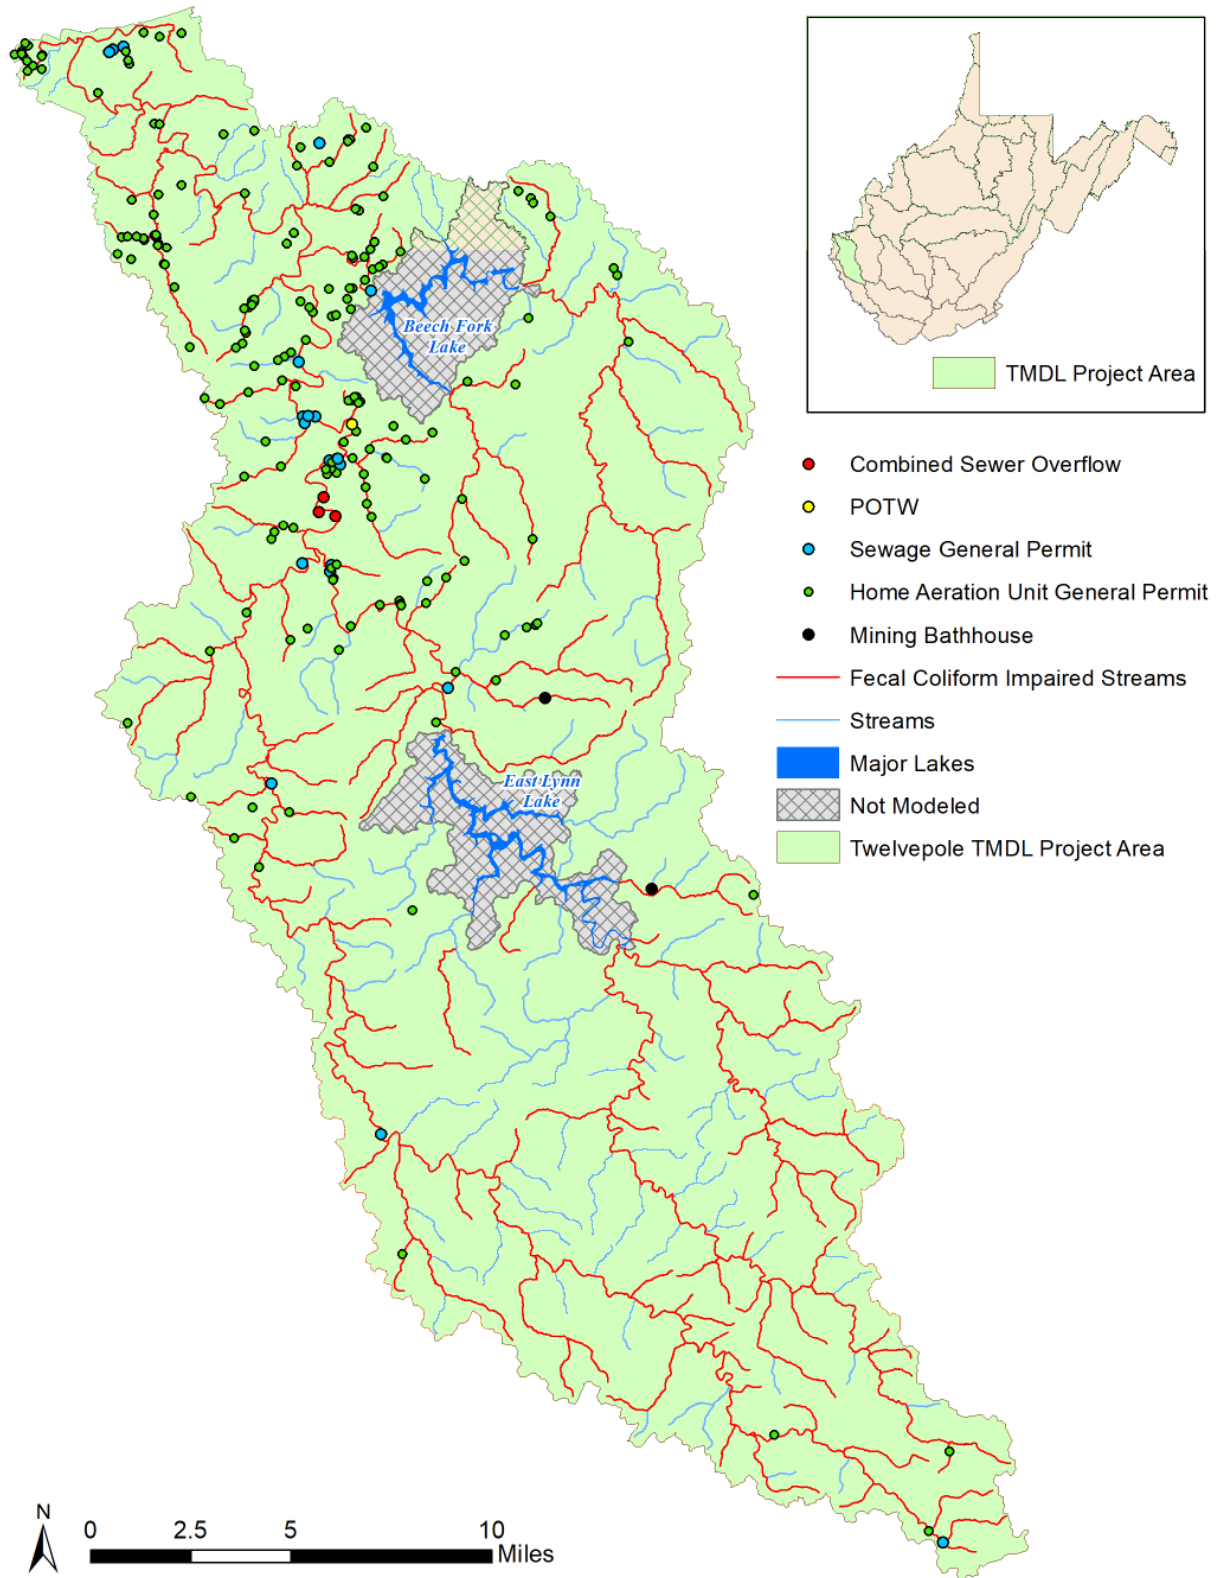 TMDL Project Area
Beech Fork
Lake
Combined Sewer Overflow
POTW
Sewage General Permit
Home Aeration Unit General Permit
Mining Bathhouse
Fecal Coliform Impaired Streams
Streams
Major Lakes
Not Modeled
Twelvepole TMDL Project Area
East Lynn
Lake
N
0 2.5 5 10
Miles